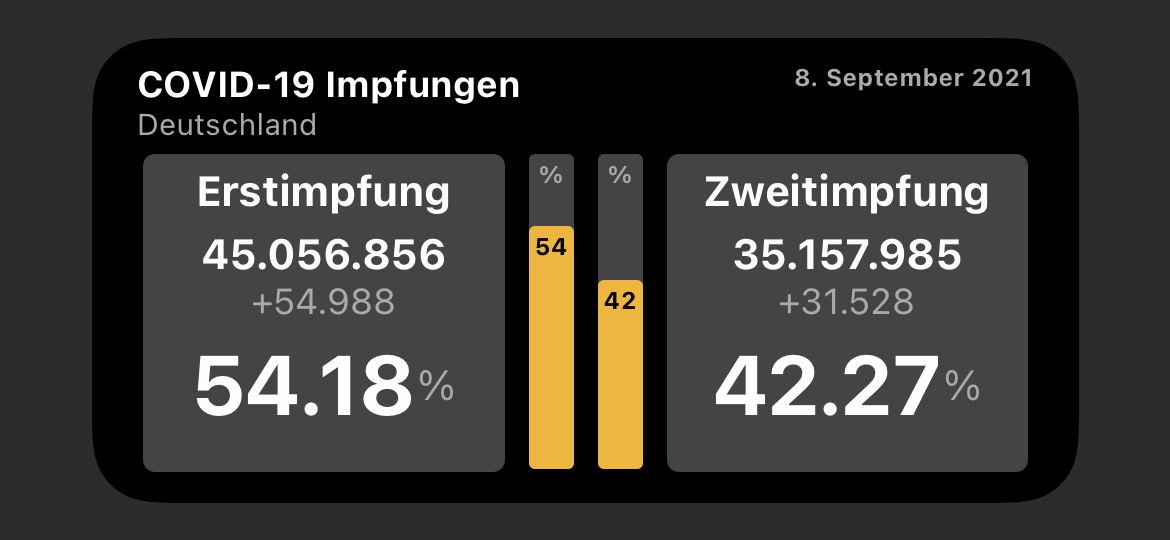 COVID-19 Impfungen
8. September 2021
Deutschland
Erstimpfung
45.056.856
+54.988
54.18%
%
54
%
42
Zweitimpfung
35.157.985
+31.528
42.27%